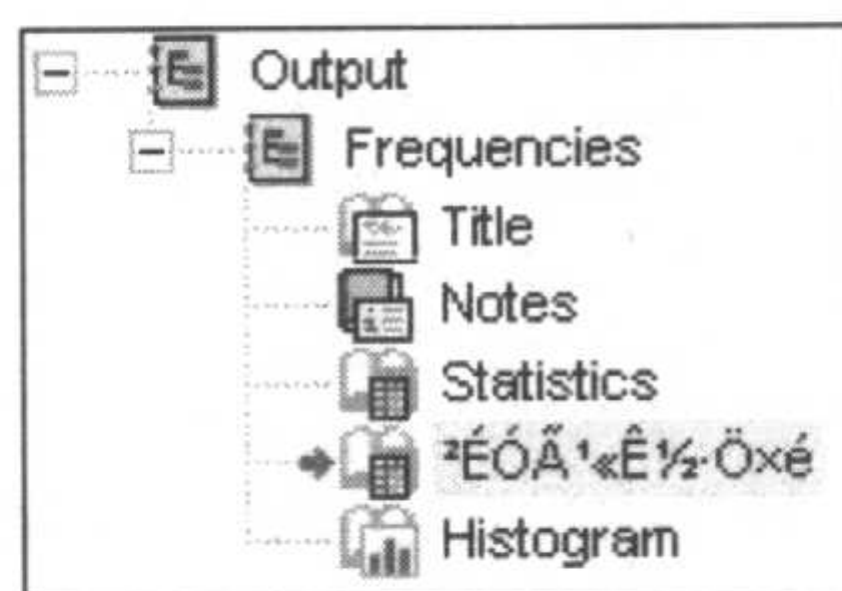 Output
Frequencies
Title
Notes
Statistics
²ÉÓÃ¹«Ê½·Ö×é
Histogram